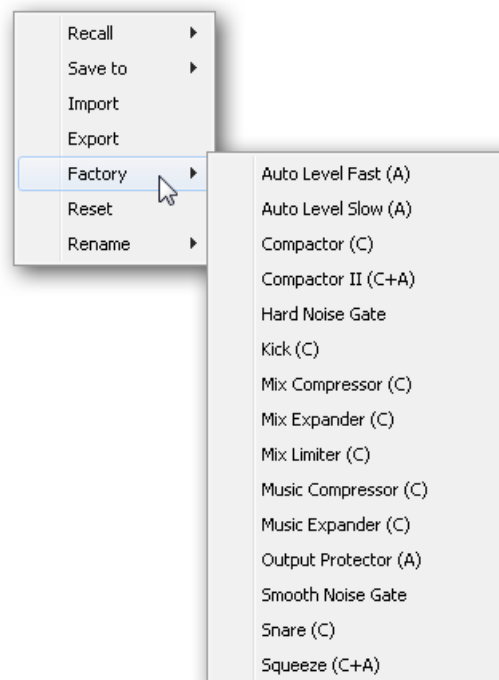 Recall
Save to
Import
Export
Factory
Reset
Rename
Auto Level Fast (A)
Auto Level Slow (A)
Compactor (C)
Compactor II (C+A)
Hard Noise Gate
Kick (C)
Mix Compressor (C)
Mix Expander (C)
Mix Limiter (C)
Music Compressor (C)
Music Expander (C)
Output Protector (A)
Smooth Noise Gate
Snare (C)
Squeeze (C+A)